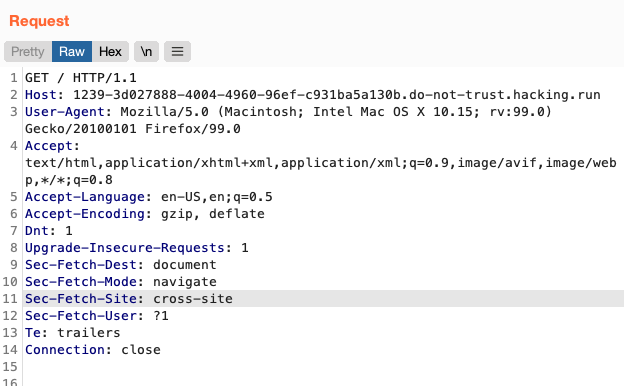 Request
Pretty Raw Hex \n ≡
1 GET / HTTP/1.1
2 Host: 1239-3d027888-4004-4960-96ef-c931ba5a130b.do-not-trust.hacking.run
3 User-Agent: Mozilla/5.0 (Macintosh; Intel Mac OS X 10.15; rv:99.0)
Gecko/20100101 Firefox/99.0
4 Accept:
text/html,application/xhtml+xml,application/xml;q=0.9,image/avif,image/web
p,*/*;q=0.8
5 Accept-Language: en-US,en;q=0.5
6 Accept-Encoding: gzip, deflate
7 Dnt: 1
8 Upgrade-Insecure-Requests: 1
9 Sec-Fetch-Dest: document
10 Sec-Fetch-Mode: navigate
11 Sec-Fetch-Site: cross-site
12 Sec-Fetch-User: ?1
13 Te: trailers
14 Connection: close
15
16